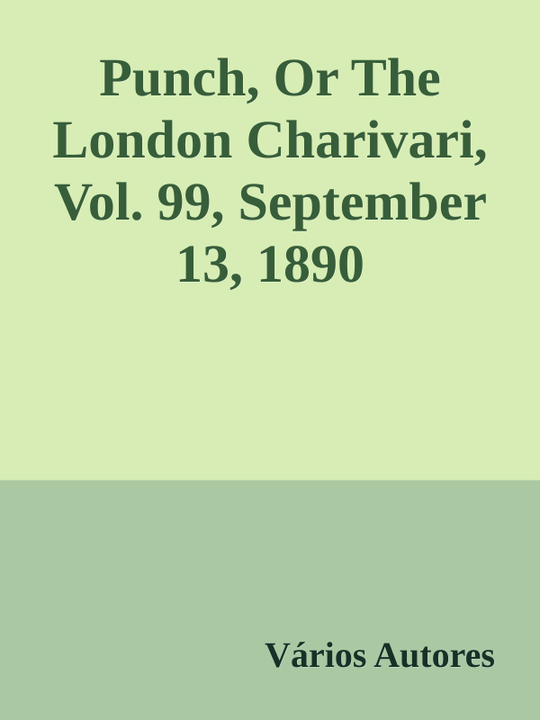 Punch, Or The
London Charivari,
Vol. 99, September
13, 1890
Vários Autores